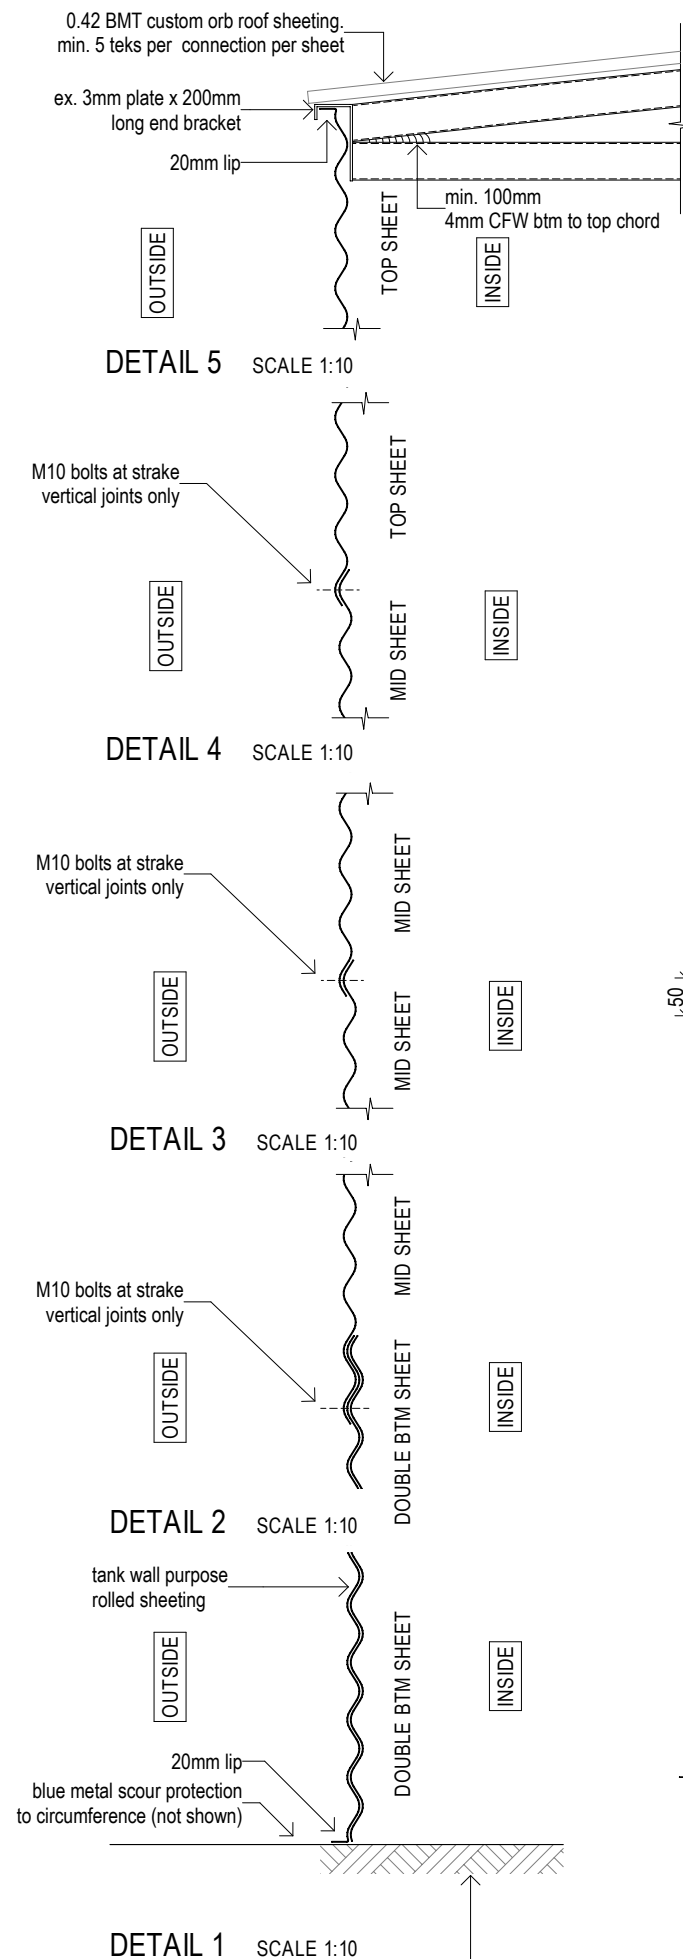 0.42 BMT custom orb roof sheeting.
min. 5 teks per connection per sheet
ex. 3mm plate x 200mm
long end bracket
20mm lip
min. 100mm
4mm CFW btm to top chord
TOP SHEET
OUTSIDE
INSIDE
DETAIL 5 SCALE 1:10
M10 bolts at strake
vertical joints only
TOP SHEET
OUTSIDE
MID SHEET
INSIDE
DETAIL 4 SCALE 1:10
M10 bolts at strake
vertical joints only
MID SHEET
OUTSIDE
MID SHEET
INSIDE
50
DETAIL 3 SCALE 1:10
M10 bolts at strake
vertical joints only
MID SHEET
OUTSIDE
DOUBLE BTM SHEET
INSIDE
DETAIL 2 SCALE 1:10
tank wall purpose
rolled sheeting
OUTSIDE
DOUBLE BTM SHEET
INSIDE
20mm lip
blue metal scour protection
to circumference (not shown)
DETAIL 1 SCALE 1:10